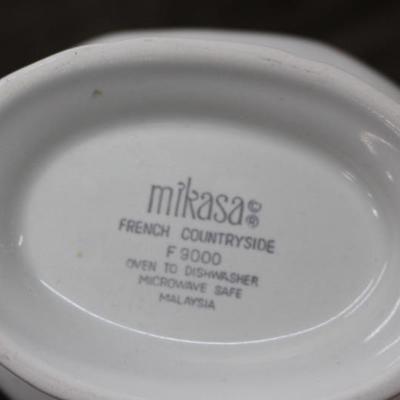 mikasa©®
FRENCH COUNTRYSIDE
F 9000
OVEN TO DISHWASHER
MICROWAVE SAFE
MALAYSIA